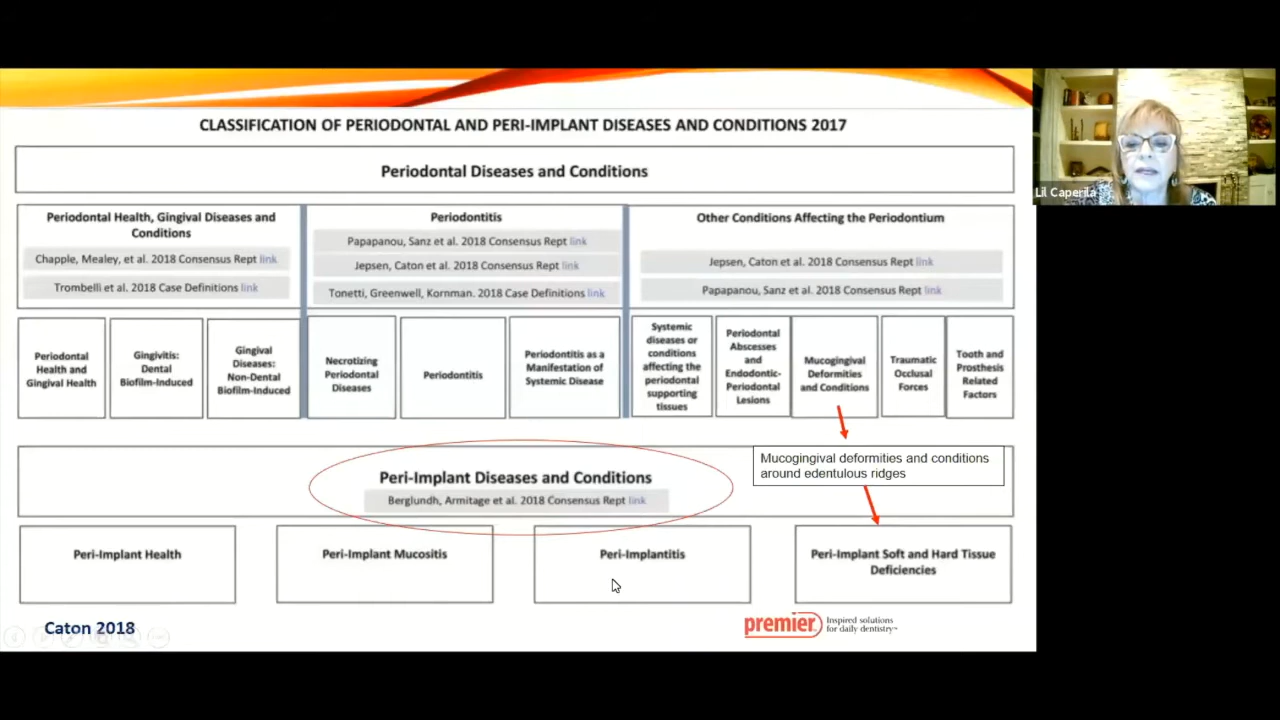 CLASSIFICATION OF PERIODONTAL AND PERI-IMPLANT DISEASES AND CONDITIONS 2017
Lil Caperila
Periodontal Diseases and Conditions
Periodontal Health, Gingival Diseases and
Conditions
Chapple, Mealey, et al. 2018 Consensus Rept link
Trombelli et al. 2018 Case Definitions link
Periodontitis
Papapanou, Sanz et al. 2018 Consensus Rept link
Jepsen, Caton et al. 2018 Consensus Rept link
Tonetti, Greenwell, Kornman. 2018 Case Definitions link
Other Conditions Affecting the Periodontium
Jepsen, Caton et al. 2018 Consensus Rept link
Papapanou, Sanz et al. 2018 Consensus Rept link
Periodontal
Health and
Gingival Health
Gingivitis:
Dental
Biofilm-Induced
Gingival
Diseases:
Non-Dental
Biofilm-Induced
Necrotizing
Periodontal
Diseases
Periodontitis
Periodontitis as a
Manifestation of
Systemic Disease
Systemic
diseases or
conditions
affecting the
periodontal
supporting
tissues
Periodontal
Abscesses
and
Endodontic-
Periodontal
Lesions
Mucogingival
Deformities
and Conditions
Traumatic
Occlusal
Forces
Tooth and
Prosthesis
Related
Factors
Mucogingival deformities and conditions
around edentulous ridges
Peri-Implant Diseases and Conditions
Berglundh, Armitage et al. 2018 Consensus Rept link
Peri-Implant Health
Peri-Implant Mucositis
Peri-Implantitis
Peri-Implant Soft and Hard Tissue
Deficiencies
Caton 2018
premier
Inspired solutions
for daily dentistry™